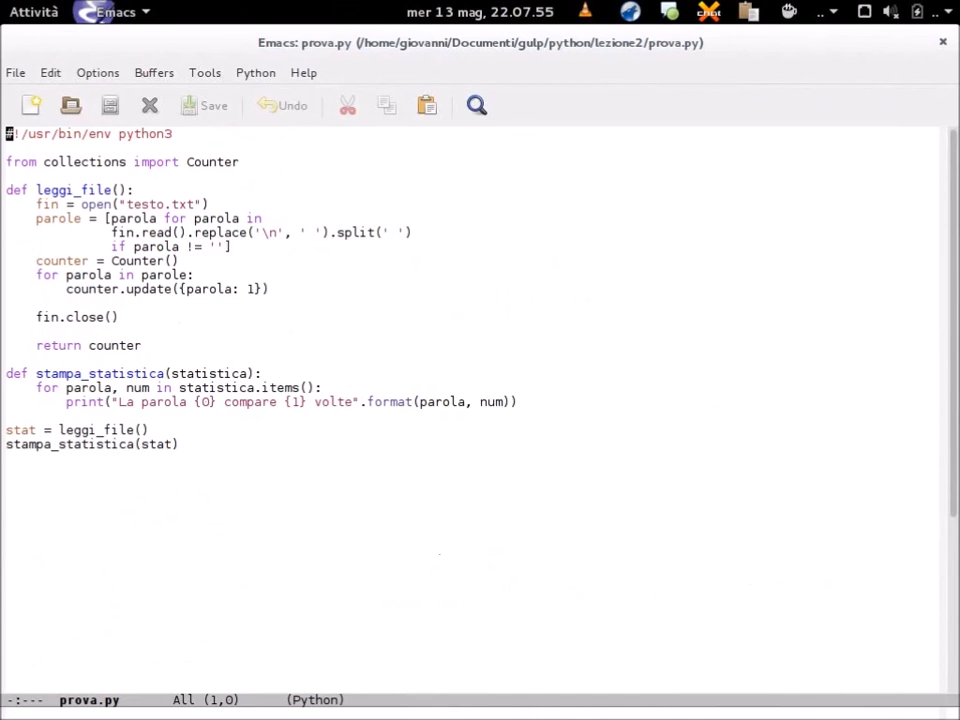 Attività Emacs mer 13 mag, 22.07.55
Emacs: prova.py (/home/giovanni/Documenti/gulp/python/lezione2/prova.py)
File Edit Options Buffers Tools Python Help
Save Undo
#!/usr/bin/env python3
from collections import Counter
def leggi_file():
    fin = open("testo.txt")
    parole = [parola for parola in
              fin.read().replace('\n', ' ').split(' ')
              if parola != '']
    counter = Counter()
    for parola in parole:
        counter.update({parola: 1})
    fin.close()
    return counter
def stampa_statistica(statistica):
    for parola, num in statistica.items():
        print("La parola {0} compare {1} volte".format(parola, num))
stat = leggi_file()
stampa_statistica(stat)
-:--- prova.py All (1,0) (Python)